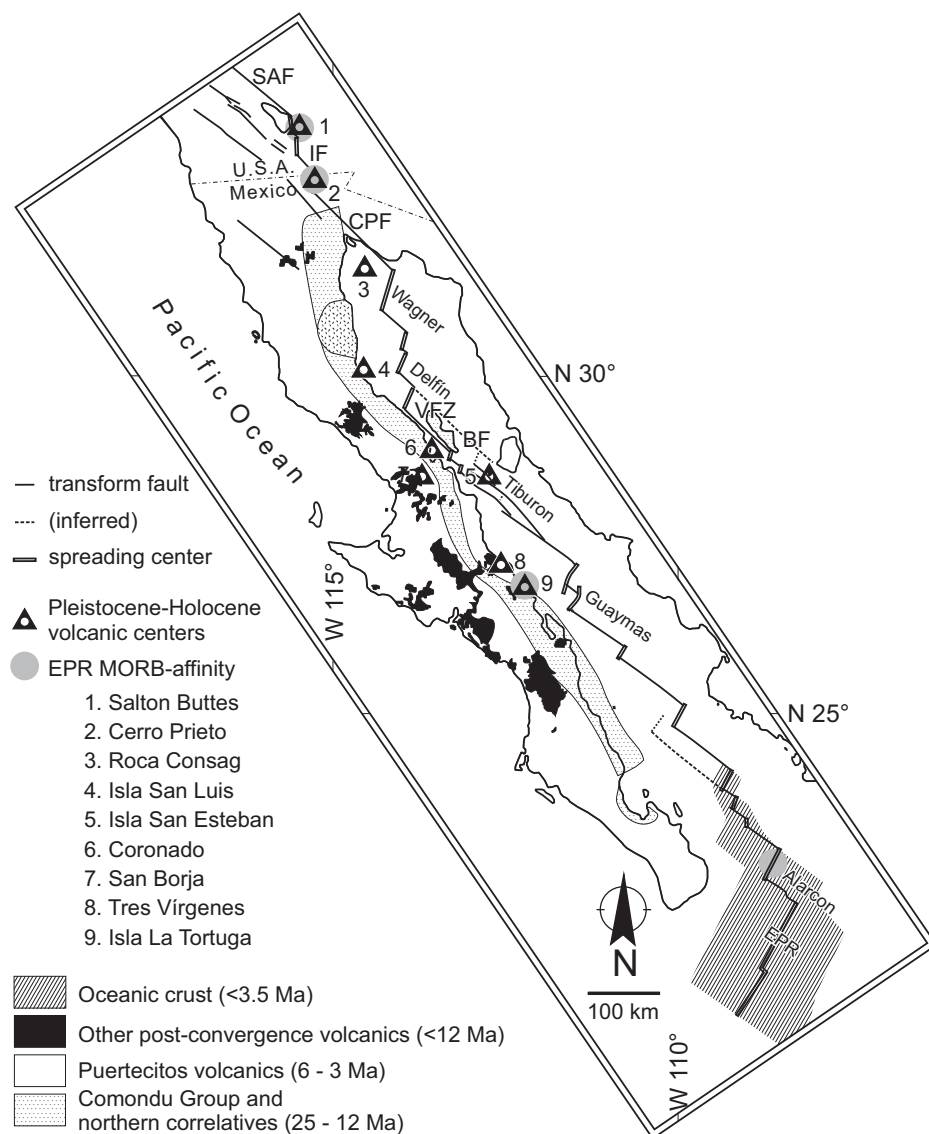 SAF
1
IF
U.S.A.
Mexico
2
CPF
3
Wagner
Pacific Ocean
N 30°
4
Delfín
VFZ
BF
6
5
Tiburon
transform fault
(inferred)
spreading center
W 115°
8
9
Guaymas
Pleistocene-Holocene
volcanic centers
EPR MORB-affinity
N 25°
1. Salton Buttes
2. Cerro Prieto
3. Roca Consag
4. Isla San Luis
5. Isla San Esteban
6. Coronado
7. San Borja
8. Tres Vírgenes
9. Isla La Tortuga
Alarcon
EPR
N
100 km
W 110°
Oceanic crust (<3.5 Ma)
Other post-convergence volcanics (<12 Ma)
Puertecitos volcanics (6 - 3 Ma)
Comondu Group and
northern correlatives (25 - 12 Ma)